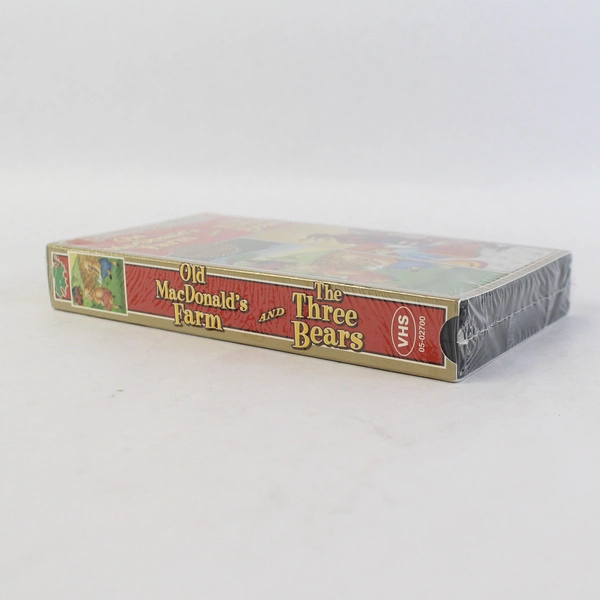 Old
MacDonald's
Farm
AND
The
Three
Bears
VHS
05-02700